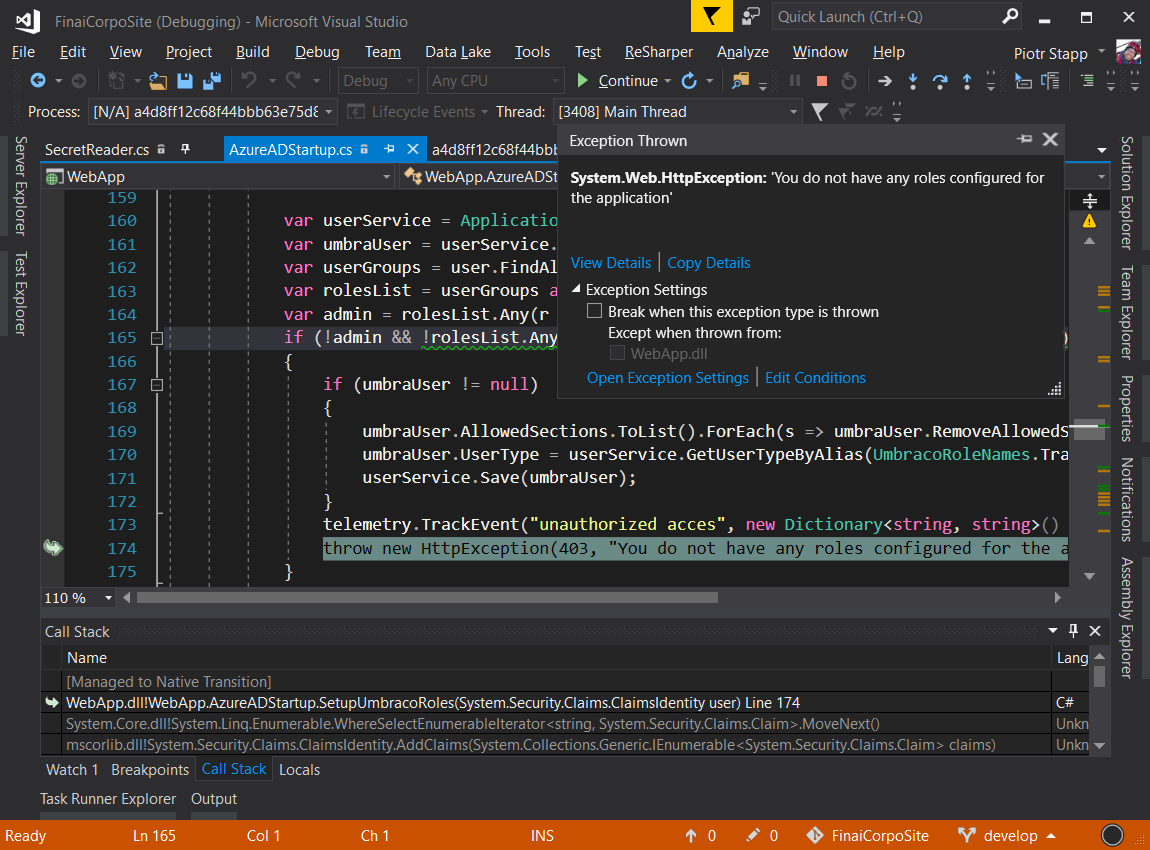 FinaiCorpoSite (Debugging) - Microsoft Visual Studio
Quick Launch (Ctrl+Q)
File Edit View Project Build Debug Team Data Lake Tools Test ReSharper Analyze Window Help Piotr Stapp
Debug Any CPU Continue
Process: [N/A] a4d8ff12c68f44bbb63e75d8 Lifecycle Events Thread: [3408] Main Thread
Server Explorer
Test Explorer
SecretReader.cs AzureADStartup.cs a4d8ff12c68f44bbb
WebApp WebApp.AzureADSt
Exception Thrown
System.Web.HttpException: 'You do not have any roles configured for
the application'
View Details Copy Details
Exception Settings
Break when this exception type is thrown
Except when thrown from:
WebApp.dll
Open Exception Settings Edit Conditions
159
160 var userService = Applicatio
161 var umbraUser = userService.
162 var userGroups = user.FindAl
163 var rolesList = userGroups a
164 var admin = rolesList.Any(r
165 if (!admin && !rolesList.Any )
166 {
167 if (umbraUser != null)
168 {
169 umbraUser.AllowedSections.ToList().ForEach(s => umbraUser.RemoveAllowedS
170 umbraUser.UserType = userService.GetUserTypeByAlias(UmbracoRoleNames.Tra
171 userService.Save(umbraUser);
172 }
173 telemetry.TrackEvent("unauthorized acces", new Dictionary<string, string>()
174 throw new HttpException(403, "You do not have any roles configured for the a
175 }
110 %
Solution Explorer
Team Explorer
Properties
Notifications
Assembly Explorer
Call Stack
Name Lang
[Managed to Native Transition]
WebApp.dll!WebApp.AzureADStartup.SetupUmbracoRoles(System.Security.Claims.ClaimsIdentity user) Line 174 C#
System.Core.dll!System.Linq.Enumerable.WhereSelectEnumerableIterator<string, System.Security.Claims.Claim>.MoveNext() Unkn
mscorlib.dll!System.Security.Claims.ClaimsIdentity.AddClaims(System.Collections.Generic.IEnumerable<System.Security.Claims.Claim> claims) Unkn
Watch 1 Breakpoints Call Stack Locals
Task Runner Explorer Output
Ready Ln 165 Col 1 Ch 1 INS 0 0 FinaiCorpoSite develop